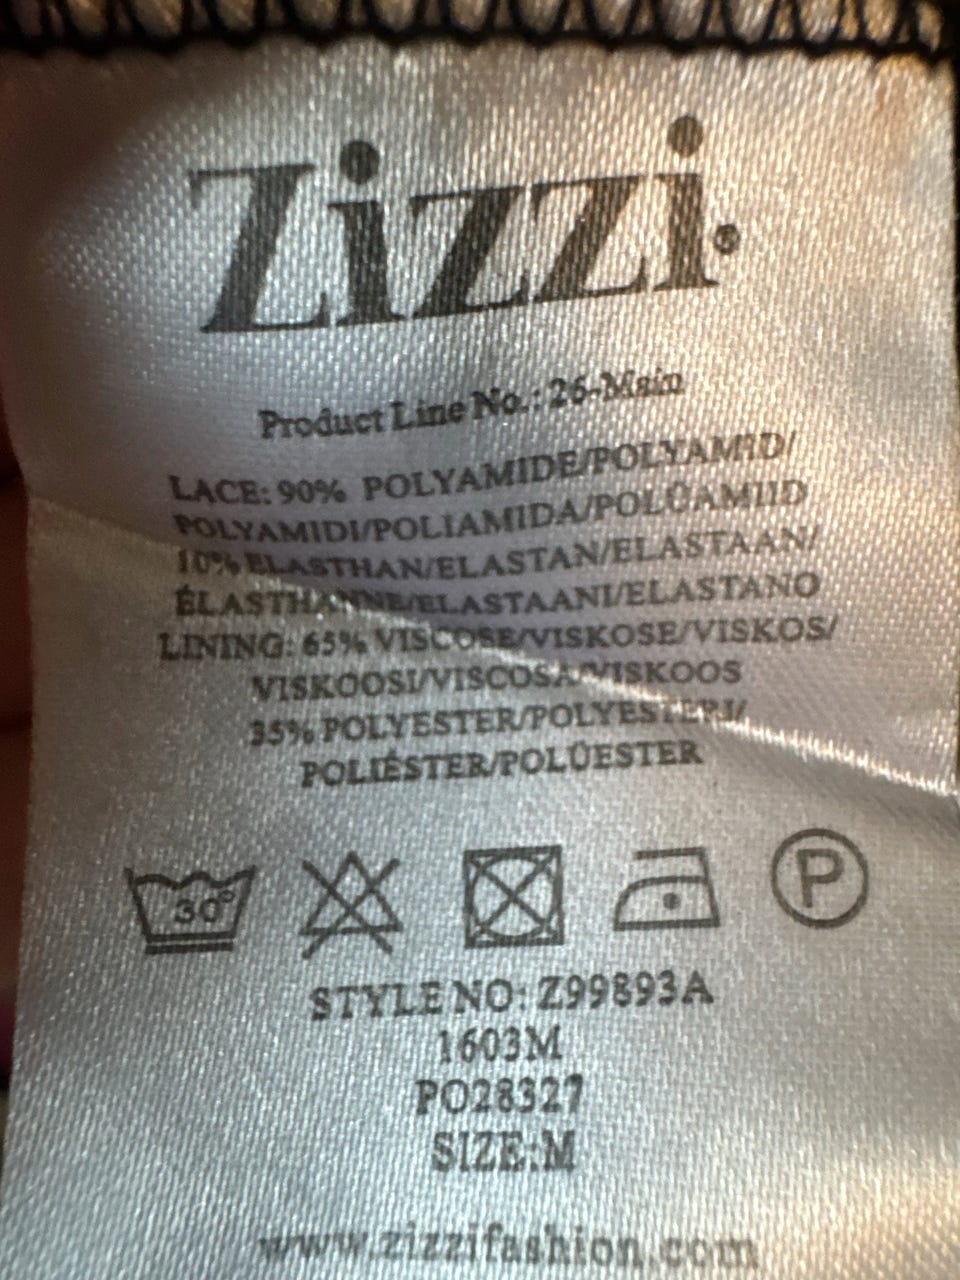 Zizzi®
Product Line No.: 26-Main
LACE: 90% POLYAMIDE/POLYAMID/
POLYAMIDI/POLIAMIDA/POLÜAMIID
10% ELASTHAN/ELASTAN/ELASTAAN/
ÉLASTHANNE/ELASTAANI/ELASTANO
LINING: 65% VISCOSE/VISKOSE/VISKOS/
VISKOOSI/VISCOSA/VISKOOS
35% POLYESTER/POLYESTERI/
POLIÉSTER/POLÜESTER
30°
P
STYLE NO: Z99893A
1603M
PO28327
SIZE:M
www.zizzifashion.com